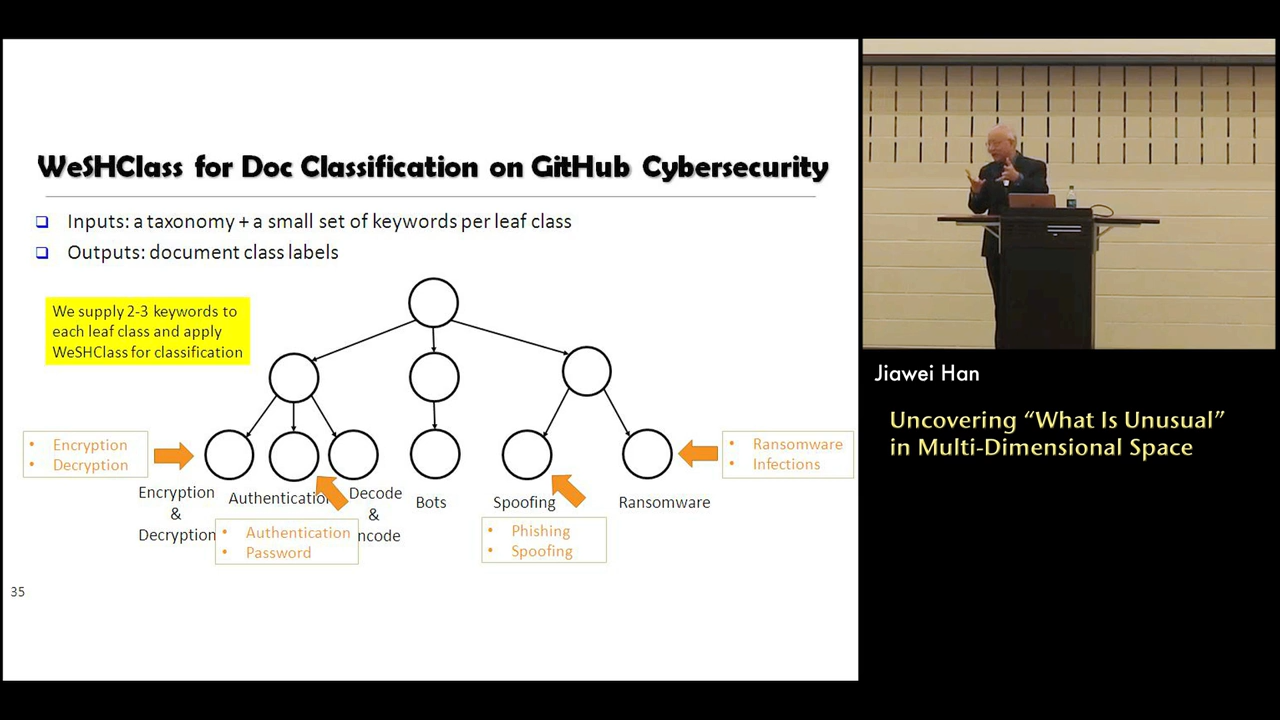 WeSHClass for Doc Classification on GitHub Cybersecurity
Inputs: a taxonomy + a small set of keywords per leaf class
Outputs: document class labels
We supply 2-3 keywords to
each leaf class and apply
WeSHClass for classification
• Encryption
• Decryption
Encryption
&
Decryption
Authentication
• Authentication
• Password
Decode
&
ncode
Bots
Spoofing
• Phishing
• Spoofing
Ransomware
• Ransomware
• Infections
35
Jiawei Han
Uncovering “What Is Unusual”
in Multi-Dimensional Space